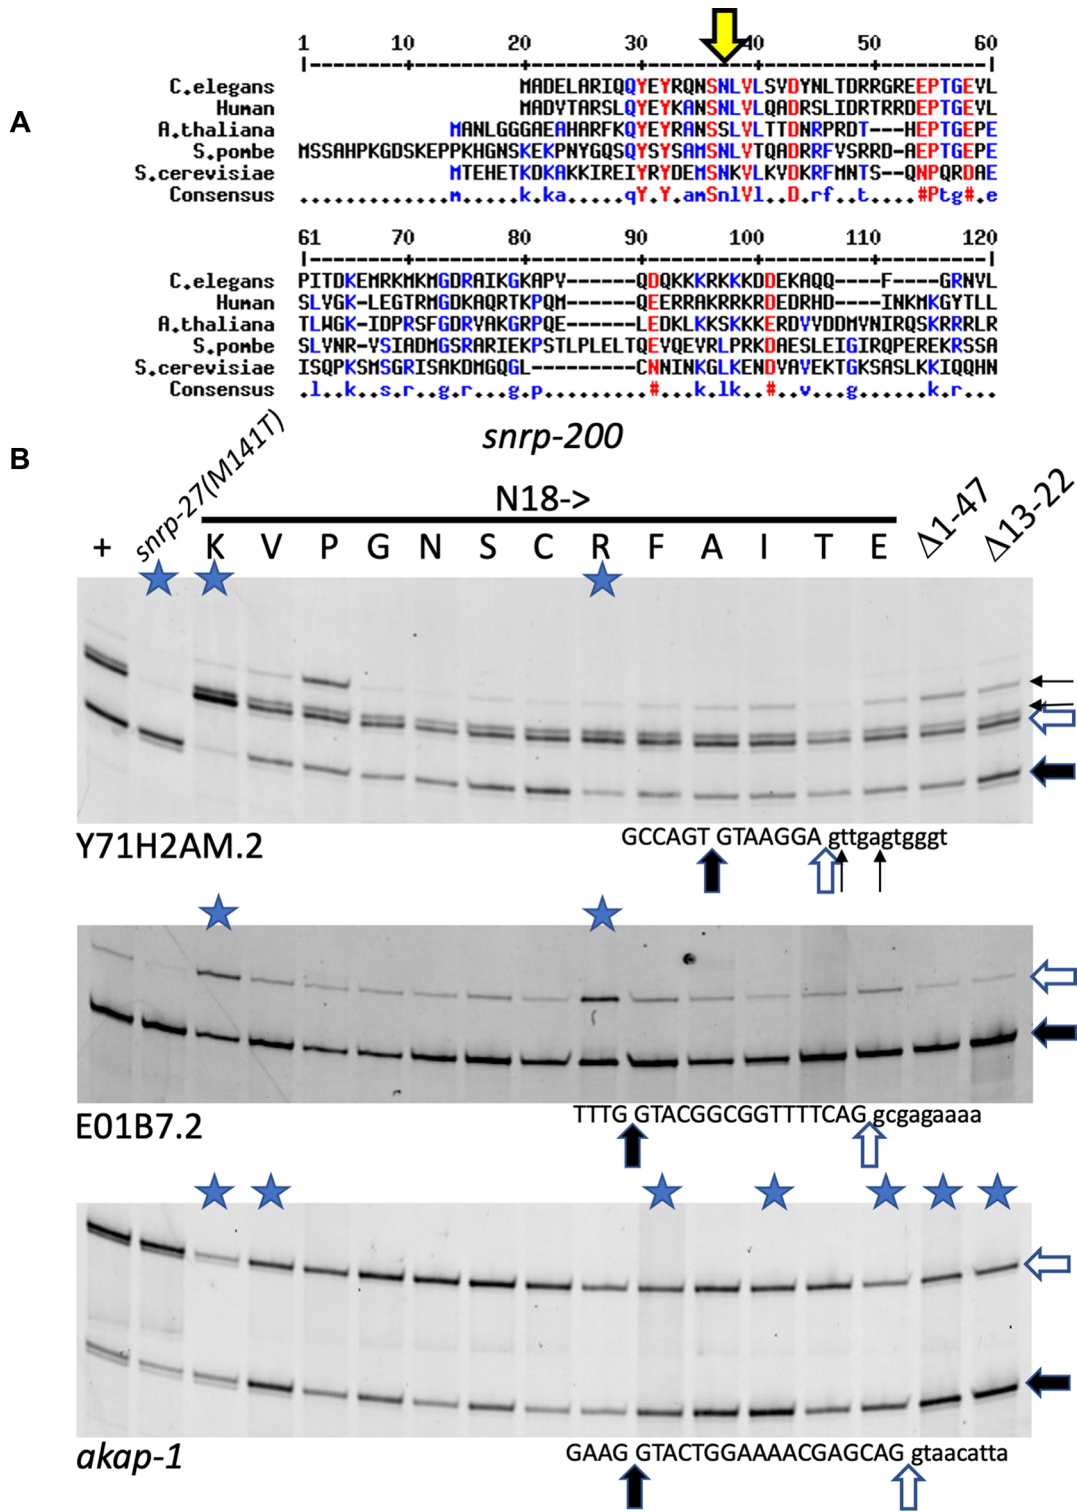 A
1 10 20 30 40 50 60
C.elegans MADELARIQQYEYRQNSNLVLSVDYNLTDRRGREEPTGEVL
Human MADVTARSLQYEYKANSNLVLQADRSLIDRTRRDEPTGEVL
A.thaliana MANLGGGAEAHARFKQYEYRANSSLVLTTDNRPRDT---HEPTGEPE
S.pombe MSSAHPKGDSKEPPKHGNSKEKPNYGQSQYSYSAMSNLVTQADRRFVSRRD-AEPTGEPE
S.cerevisiae MTEHETKDKAKKIREIYRYDEMSNKVLKVDKRFMNTS--QNPQRDAE
Consensus .............m.....k.ka.....qY.Y.amSnlVl..D.rf..t....#Ptg#.e
61 70 80 90 100 110 120
C.elegans PITDKEMRKMKMGDRAIKGKAPV------QDQKKKRKKKDDEKAQQ----F----GRNVL
Human SLVGK-LEGTRMGDKAQRTKPQM------QEERRAKRRKRDEDRHD----INKMKGYTLL
A.thaliana TLWGK-IDPRSFGDRVAKGRPQE------LEDKLKKSKKKERDVVDDMVNIRQSKRRRLR
S.pombe SLVNR-VSIADMGSRARIEKPSTLPLELTQEVQEVRLPRKDAESLEIGIRQPEREKRSSA
S.cerevisiae ISQPKSMSGRISAKDMGQGL---------CNNINKGLKENDVAVEKTGKSASLKKIQQHN
Consensus .l..k..s.r..g.r...g.p.........#...k.lk..#..v...g......k.r...
snrp-200
B
+ snrp-27(M141T) N18-> Δ1-47 Δ13-22
K V P G N S C R F A I T E
Y71H2AM.2 GCCAGT GTAAGGA gttgagtgggt
E01B7.2 TTTG GTACGGCGGTTTTCAG gcgagaaaa
akap-1 GAAG GTACTGGAAAACGAGCAG gtaacatta